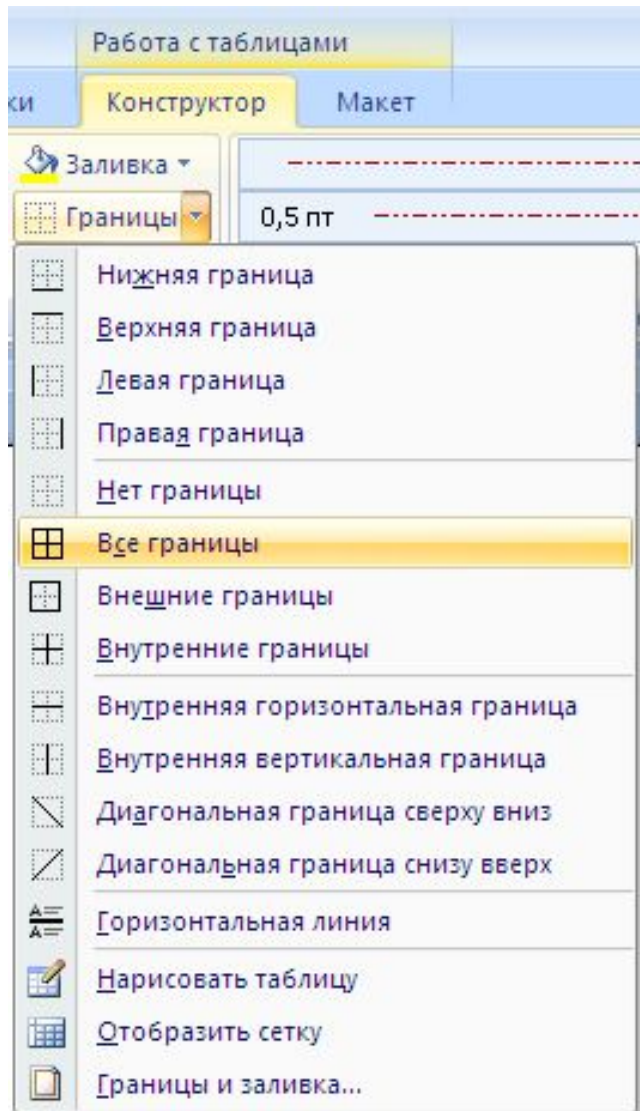 Работа с таблицами
ки Конструктор Макет
Заливка
Границы 0,5 пт
Нижняя граница
Верхняя граница
Левая граница
Правая граница
Нет границы
Все границы
Внешние границы
Внутренние границы
Внутренняя горизонтальная граница
Внутренняя вертикальная граница
Диагональная граница сверху вниз
Диагональная граница снизу вверх
Горизонтальная линия
Нарисовать таблицу
Отобразить сетку
Границы и заливка...